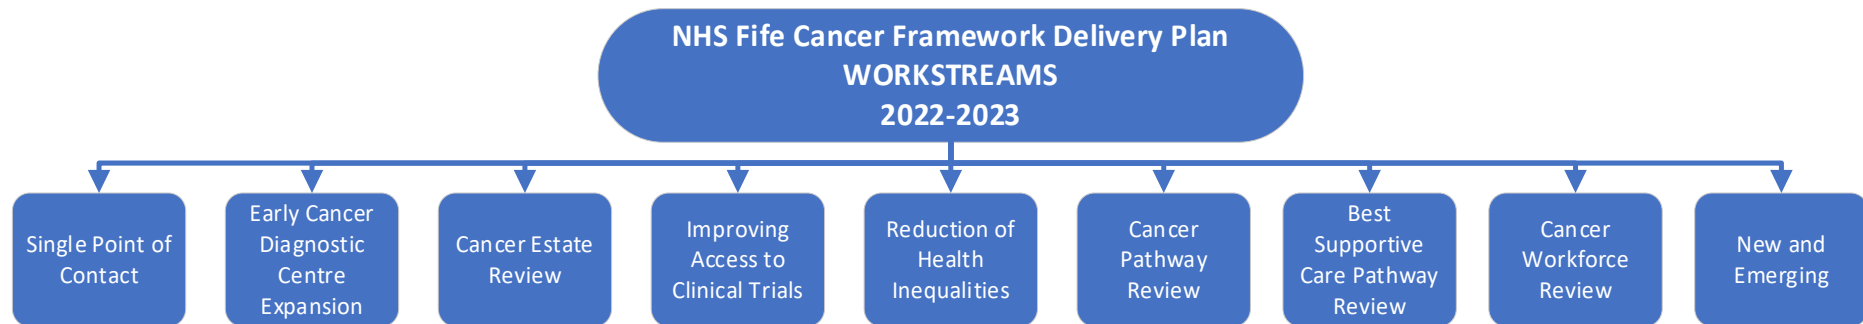 NHS Fife Cancer Framework Delivery Plan
WORKSTREAMS
2022-2023
Single Point of
Contact
Early Cancer
Diagnostic
Centre
Expansion
Cancer Estate
Review
Improving
Access to
Clinical Trials
Reduction of
Health
Inequalities
Cancer
Pathway
Review
Best
Supportive
Care Pathway
Review
Cancer
Workforce
Review
New and
Emerging